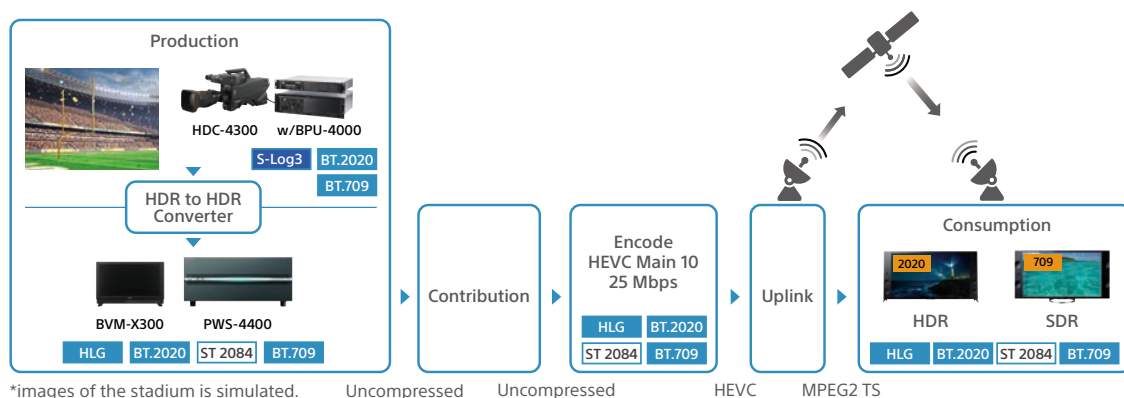 Production
HDC-4300 w/BPU-4000
S-Log3 BT.2020
BT.709
HDR to HDR
Converter
BVM-X300 PWS-4400
HLG BT.2020 ST 2084 BT.709
Contribution
Encode
HEVC Main 10
25 Mbps
HLG BT.2020
ST 2084 BT.709
Uplink
Consumption
2020 709
HDR SDR
HLG BT.2020 ST 2084 BT.709
*images of the stadium is simulated. Uncompressed Uncompressed HEVC MPEG2 TS